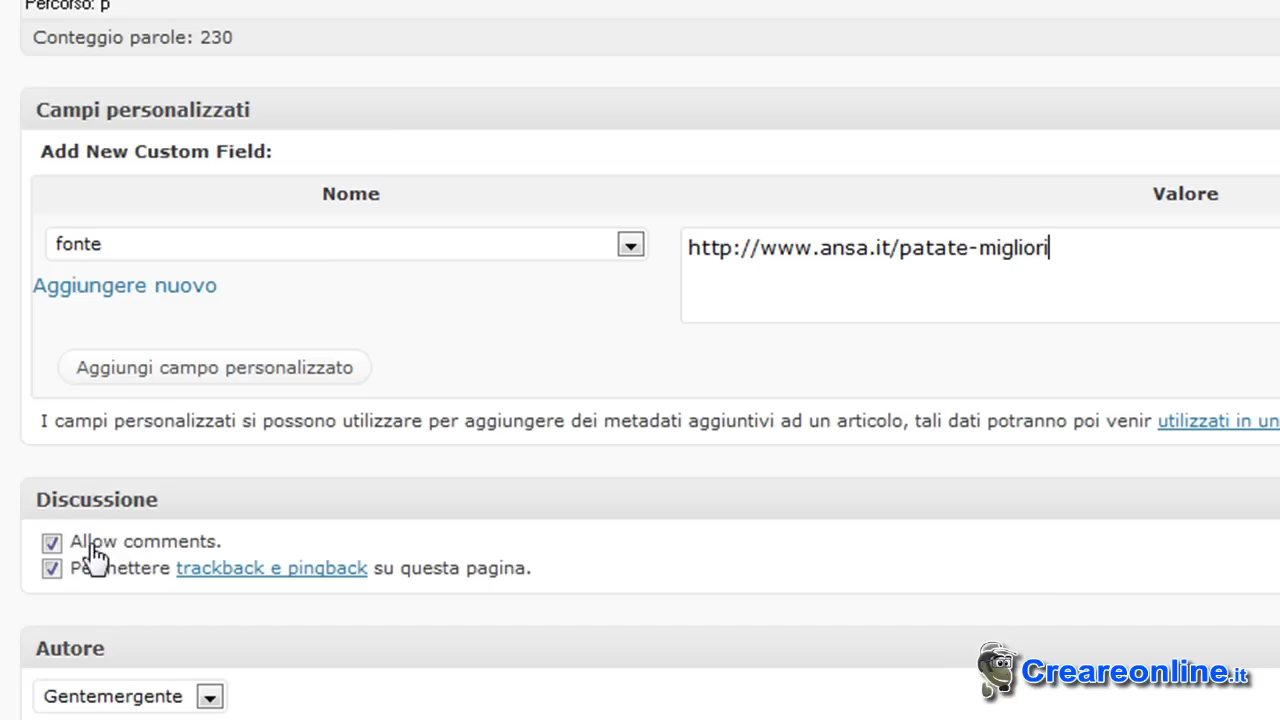 Percorso: p
Conteggio parole: 230
Campi personalizzati
Add New Custom Field:
Nome Valore
fonte http://www.ansa.it/patate-migliori
Aggiungere nuovo
Aggiungi campo personalizzato
I campi personalizzati si possono utilizzare per aggiungere dei metadati aggiuntivi ad un articolo, tali dati potranno poi venir utilizzati in un
Discussione
Allow comments.
Permettere trackback e pingback su questa pagina.
Autore
Gentemergente
Creareonline.it